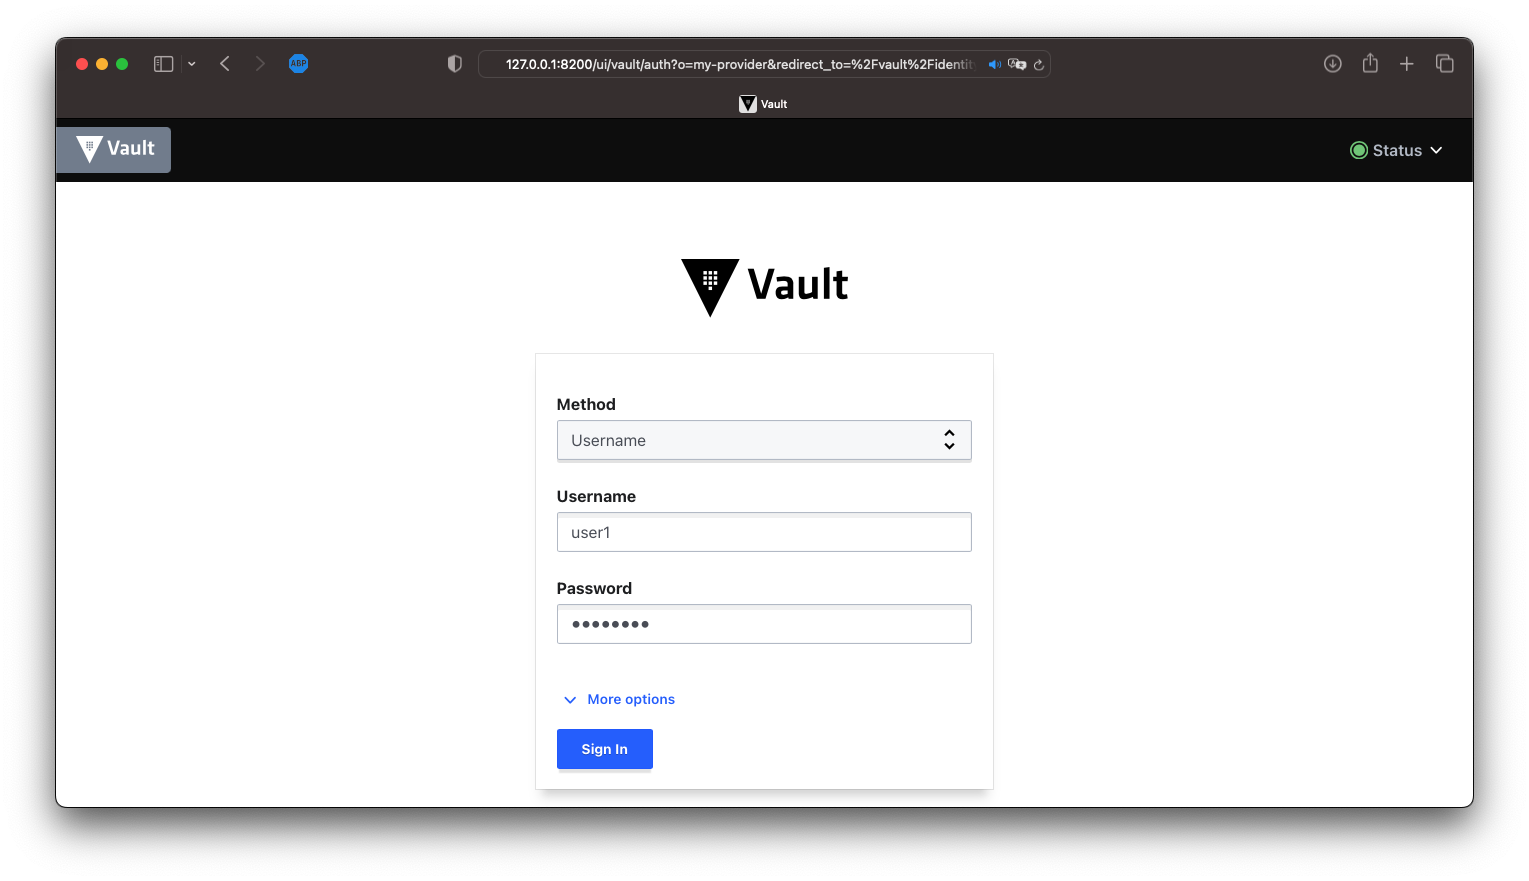 ABP
127.0.0.1:8200/ui/vault/auth?o=my-provider&redirect_to=%2Fvault%2Fidentity
Vault
Vault
Status
Vault
Method
Username
Username
user1
Password
••••••••
More options
Sign In